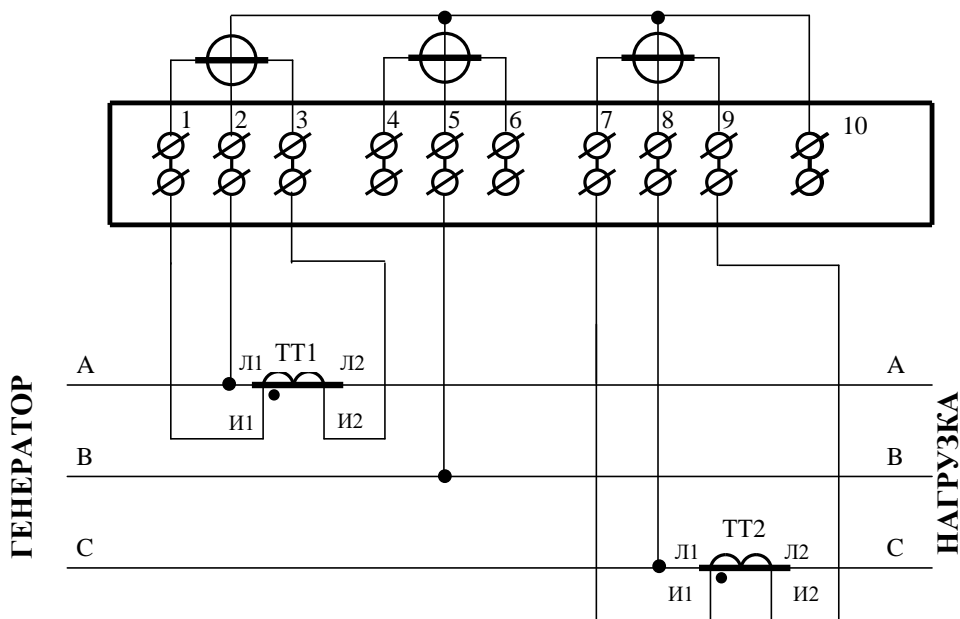 1 2 3 4 5 6 7 8 9 10
Л1 ТТ1 Л2
А А
И1 И2
В В
ТТ2
С Л1 Л2 С
И1 И2
ГЕНЕРАТОР
НАГРУЗКА